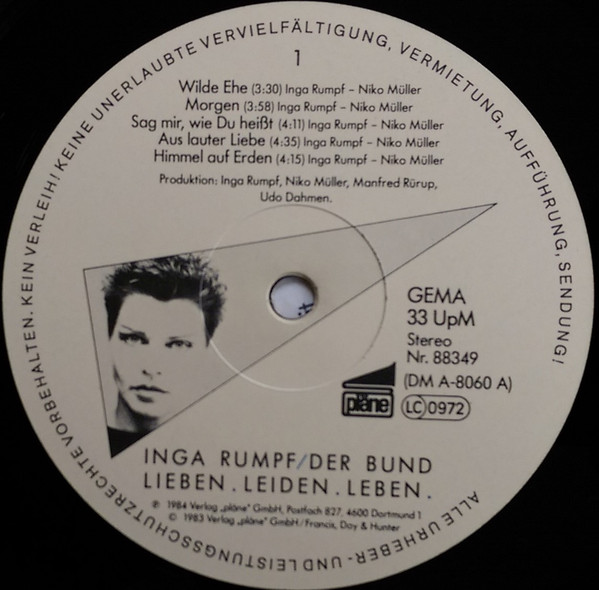 ALLE URHEBER- UND LEISTUNGSSCHUTZRECHTE VORBEHALTEN. KEIN VERLEIH! KEINE UNERLAUBTE VERVIELFÄLTIGUNG, VERMIETUNG, AUFFÜHRUNG, SENDUNG!
1
Wilde Ehe (3:30) Inga Rumpf – Niko Müller
Morgen (3:58) Inga Rumpf – Niko Müller
Sag mir, wie Du heißt (4:11) Inga Rumpf – Niko Müller
Aus lauter Liebe (4:35) Inga Rumpf – Niko Müller
Himmel auf Erden (4:15) Inga Rumpf – Niko Müller
Produktion: Inga Rumpf, Niko Müller, Manfred Rürup,
Udo Dahmen.
GEMA
33 UpM
Stereo
Nr. 88349
(DM A-8060 A)
pläne LC 0972
INGA RUMPF/DER BUND
LIEBEN.LEIDEN.LEBEN.
℗ 1984 Verlag „pläne" GmbH, Postfach 827, 4600 Dortmund 1
© 1983 Verlag „pläne" GmbH/Francis, Day & Hunter